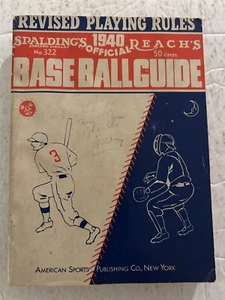 REVISED PLAYING RULES
SPALDING'S 1940 REACH'S
No. 322 OFFICIAL 50 Cents
BASE BALL GUIDE
3
AMERICAN SPORTS PUBLISHING CO., NEW YORK